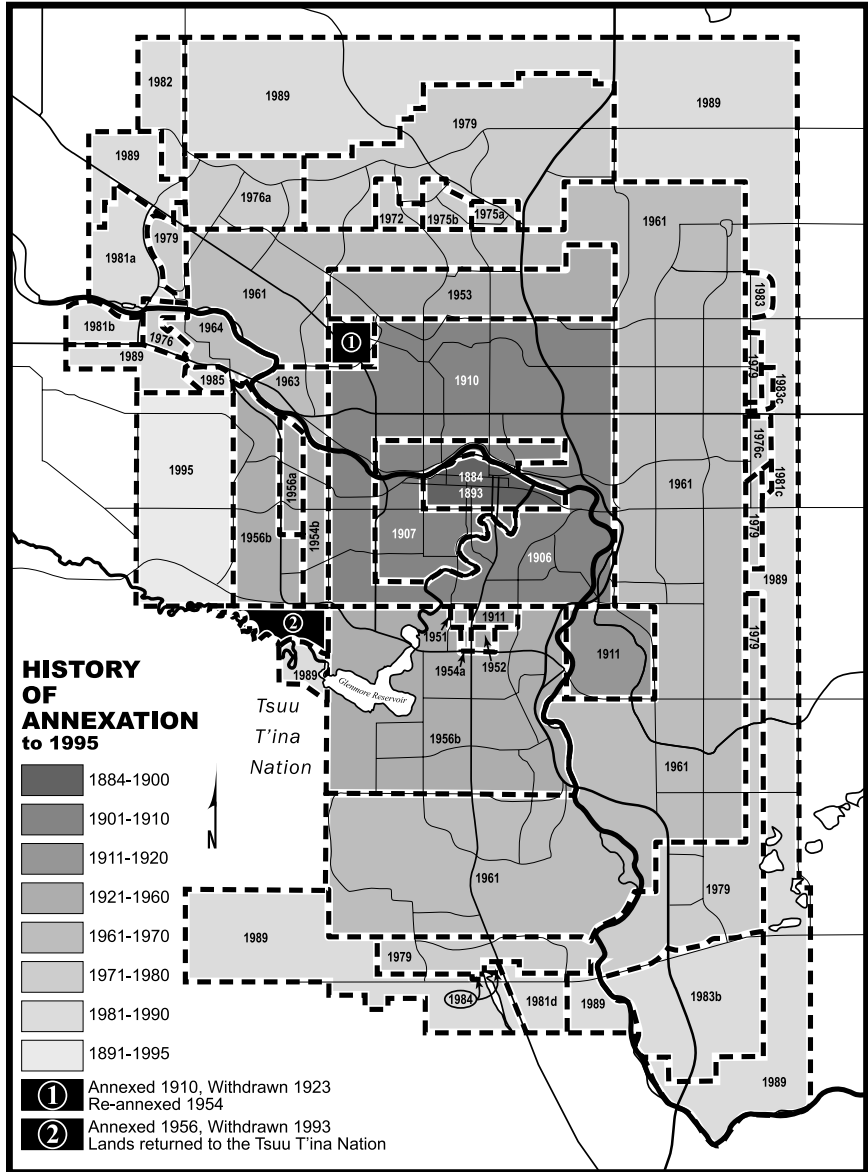 1982
1989
1989
1979
1989
1976a
1972
1975b
1975a
1979
1961
1981a
1961
1953
1983
1981b
1964
1976
①
1989
1985
1963
1910
1979
1983c
1995
1956a
1884
1893
1976c
1981c
1961
1956b
1954b
1907
1906
1979
1989
②
1951
1911
1954a
1952
1911
1979
1989
Glenmore Reservoir
Tsuu
T'ina
Nation
1956b
1961
1961
1979
1989
1979
1984
1981d
1989
1983b
1989
HISTORY
OF
ANNEXATION
to 1995
1884-1900
1901-1910
1911-1920
1921-1960
1961-1970
1971-1980
1981-1990
1891-1995
N
① Annexed 1910, Withdrawn 1923
Re-annexed 1954
② Annexed 1956, Withdrawn 1993
Lands returned to the Tsuu T'ina Nation